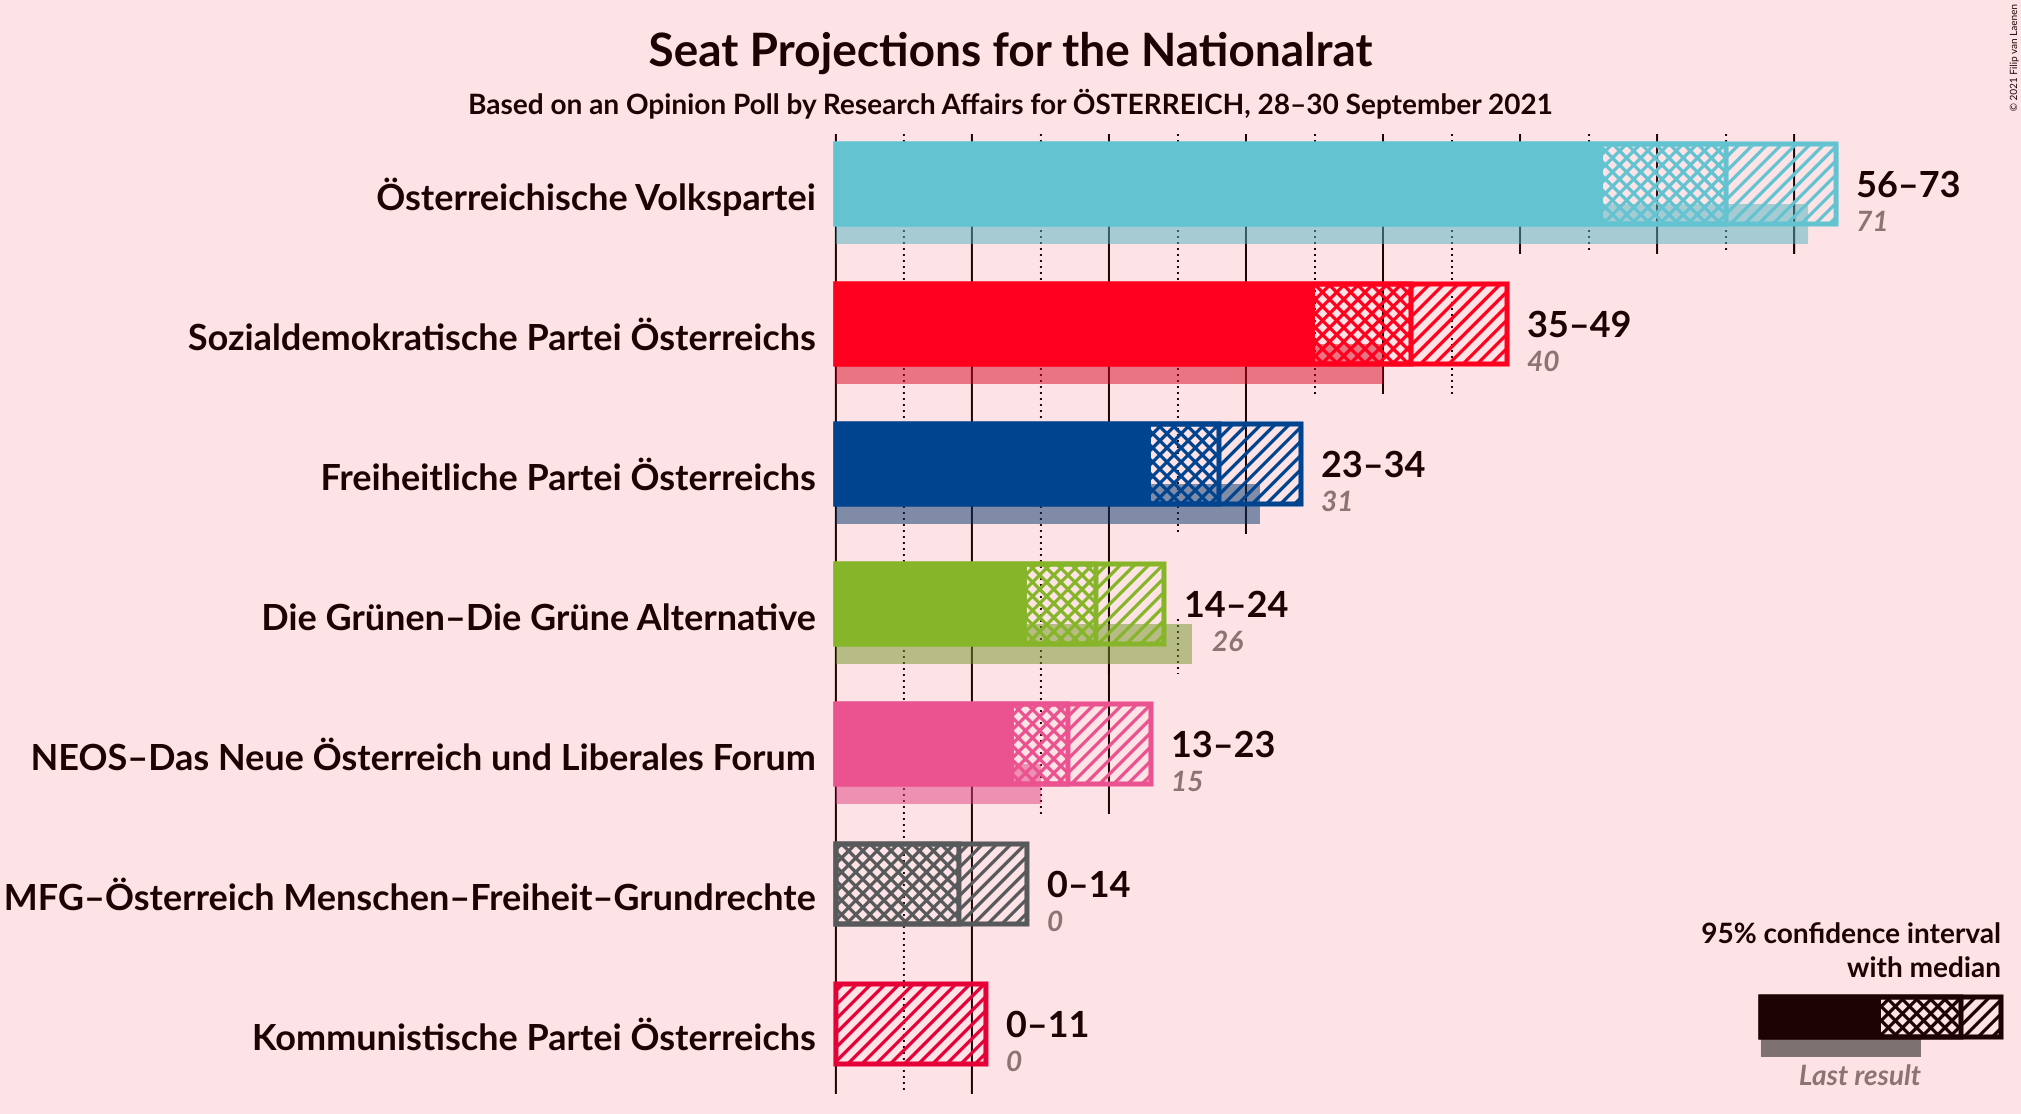 Seat Projections for the Nationalrat
Based on an Opinion Poll by Research Affairs for ÖSTERREICH, 28–30 September 2021
© 2021 Filip van Laenen
Österreichische Volkspartei
56–73
71
Sozialdemokratische Partei Österreichs
35–49
40
Freiheitliche Partei Österreichs
23–34
31
Die Grünen–Die Grüne Alternative
14–24
26
NEOS–Das Neue Österreich und Liberales Forum
13–23
15
MFG–Österreich Menschen–Freiheit–Grundrechte
0–14
0
Kommunistische Partei Österreichs
0–11
0
95% confidence interval
with median
Last result